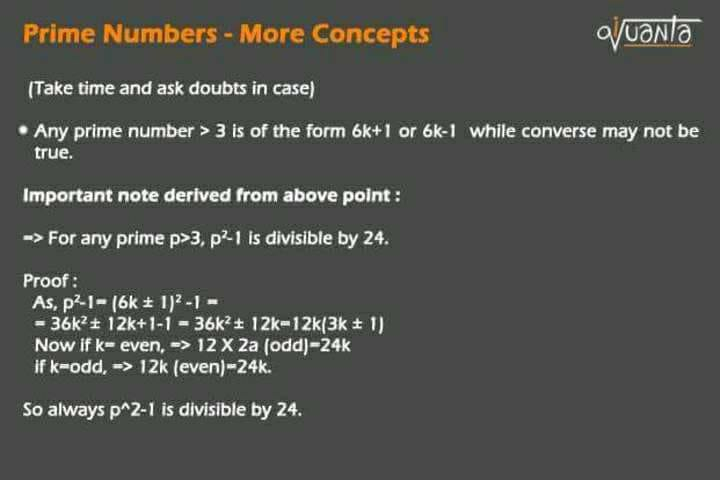 Prime Numbers - More Concepts
avanta
(Take time and ask doubts in case)
• Any prime number > 3 is of the form 6k+1 or 6k-1 while converse may not be
true.
Important note derived from above point :
=> For any prime p>3, p²-1 is divisible by 24.
Proof :
As, p²-1= (6k ± 1)² -1 =
= 36k² ± 12k+1-1 = 36k² ± 12k=12k(3k ± 1)
Now if k= even, => 12 X 2a (odd)=24k
if k=odd, => 12k (even)=24k.
So always p^2-1 is divisible by 24.